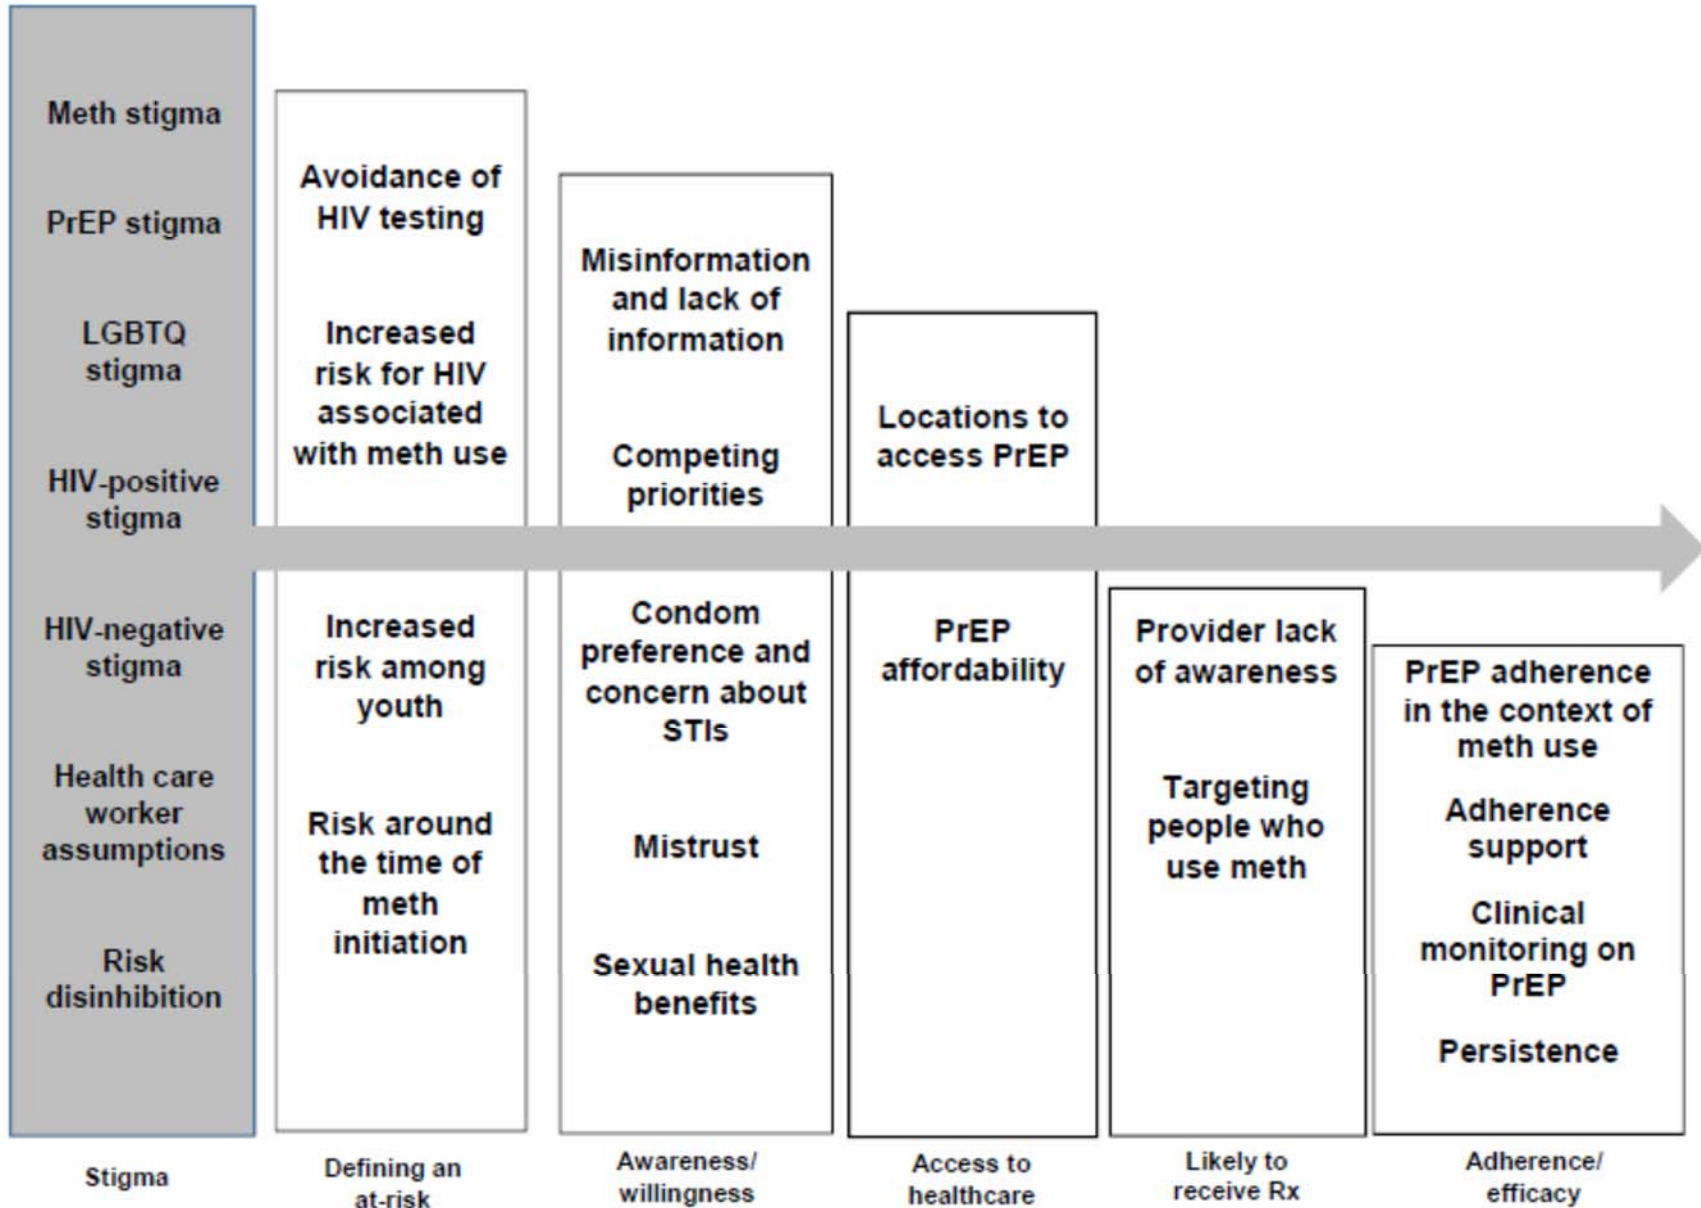 Meth stigma
PrEP stigma
LGBTQ
stigma
HIV-positive
stigma
HIV-negative
stigma
Health care
worker
assumptions
Risk
disinhibition
Stigma
Avoidance of
HIV testing
Increased
risk for HIV
associated
with meth use
Increased
risk among
youth
Risk around
the time of
meth
initiation
Defining an
at-risk
Misinformation
and lack of
information
Competing
priorities
Condom
preference and
concern about
STIs
Mistrust
Sexual health
benefits
Awareness/
willingness
Locations to
access PrEP
PrEP
affordability
Access to
healthcare
Provider lack
of awareness
Targeting
people who
use meth
Likely to
receive Rx
PrEP adherence
in the context of
meth use
Adherence
support
Clinical
monitoring on
PrEP
Persistence
Adherence/
efficacy